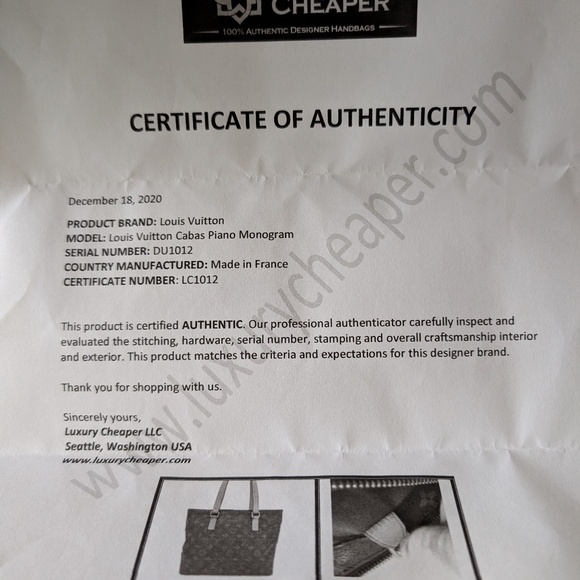 CHEAPER
100% AUTHENTIC DESIGNER HANDBAGS
CERTIFICATE OF AUTHENTICITY
December 18, 2020
PRODUCT BRAND: Louis Vuitton
MODEL: Louis Vuitton Cabas Piano Monogram
SERIAL NUMBER: DU1012
COUNTRY MANUFACTURED: Made in France
CERTIFICATE NUMBER: LC1012
This product is certified AUTHENTIC. Our professional authenticator carefully inspect and
evaluated the stitching, hardware, serial number, stamping and overall craftsmanship interior
and exterior. This product matches the criteria and expectations for this designer brand.
Thank you for shopping with us.
Sincerely yours,
Luxury Cheaper LLC
Seattle, Washington USA
www.luxurycheaper.com
www.luxurycheaper.com